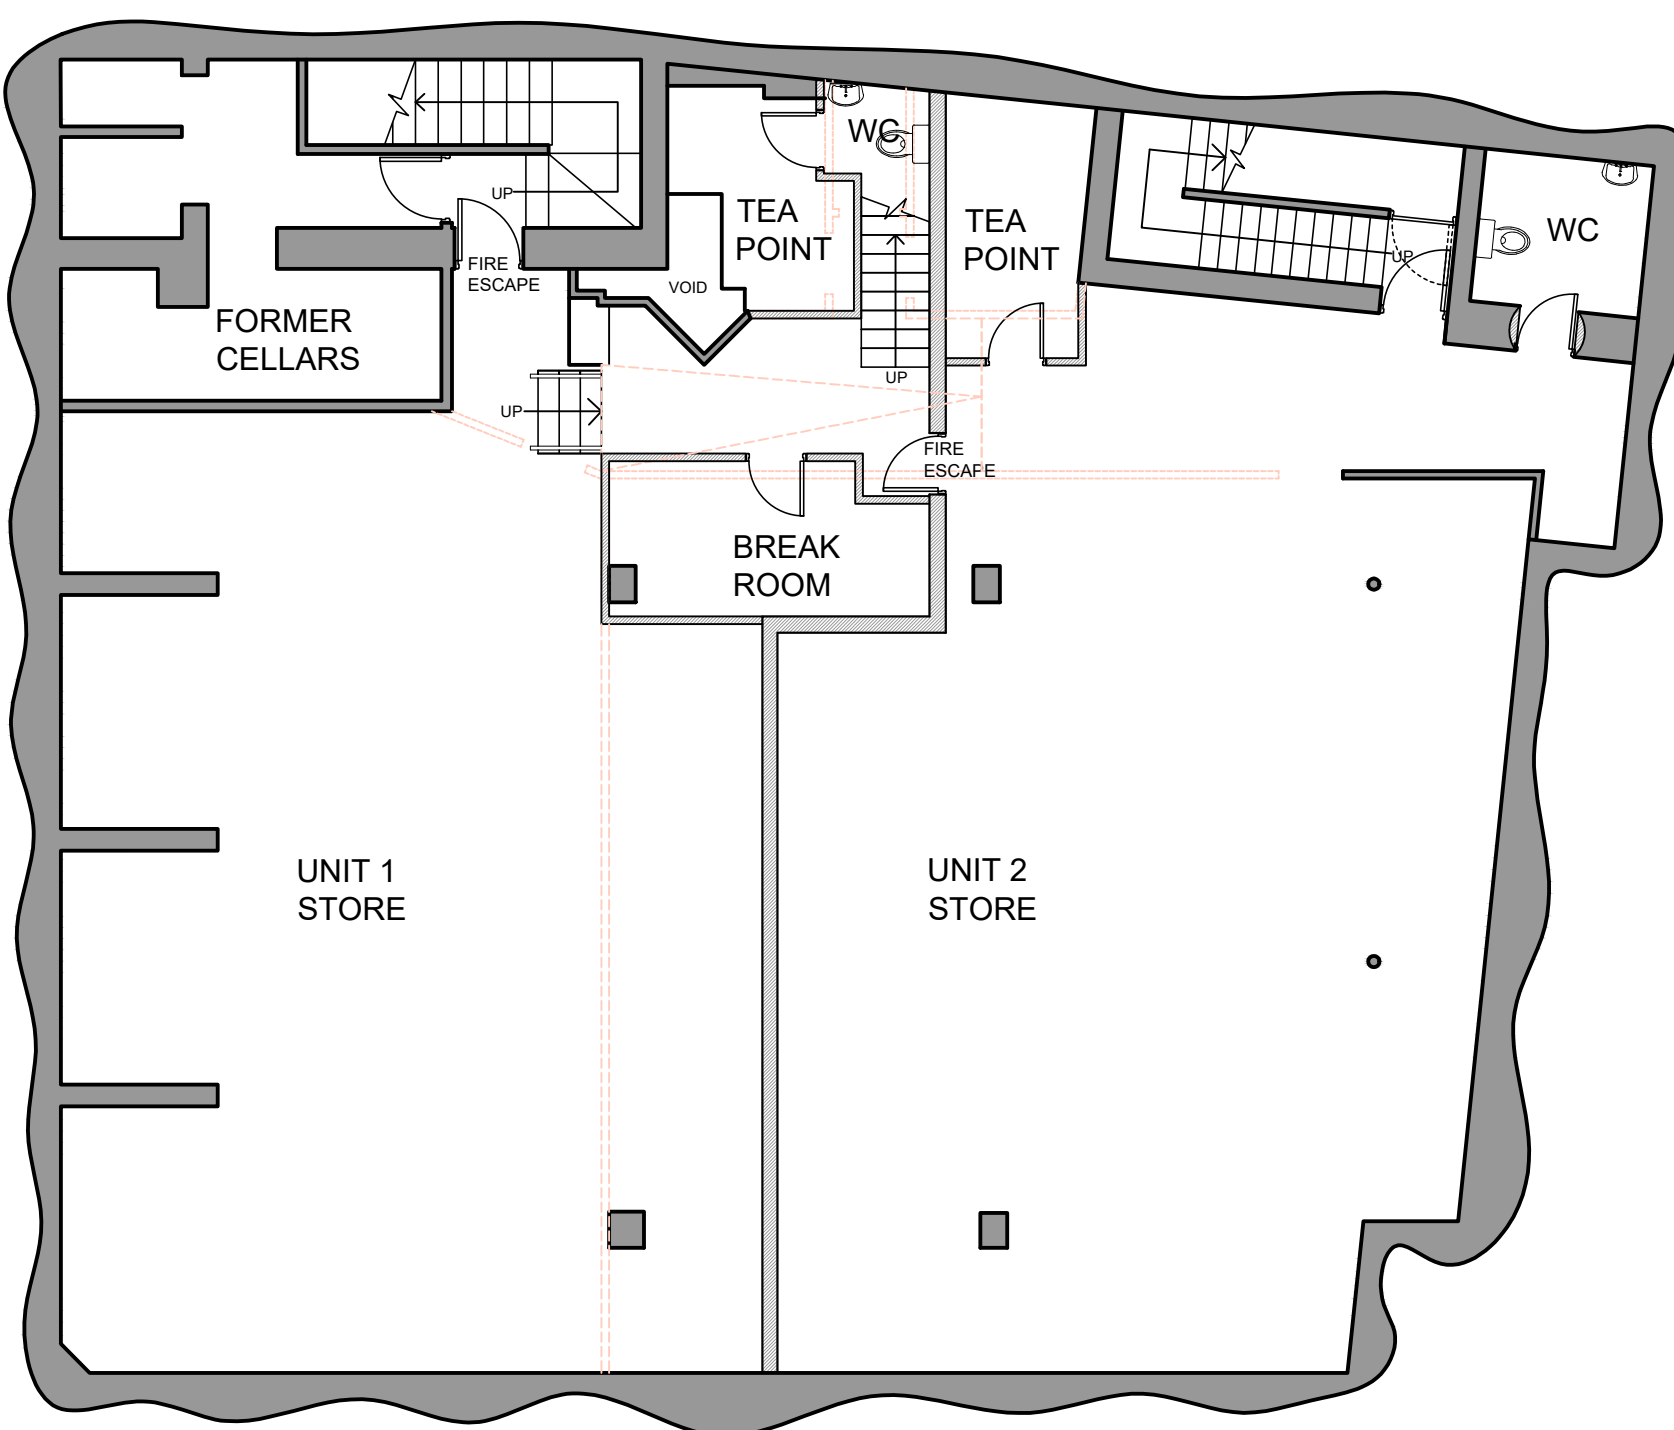 WC
UP
TEA
POINT
TEA
POINT
WC
UP
FIRE
ESCAPE
VOID
FORMER
CELLARS
UP
UP
FIRE
ESCAPE
BREAK
ROOM
UNIT 1
STORE
UNIT 2
STORE